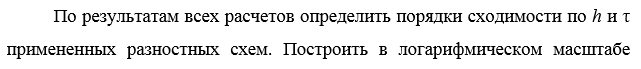 По результатам всех расчетов определить порядки сходимости по h и τ
примененных разностных схем. Построить в логарифмическом масштабе